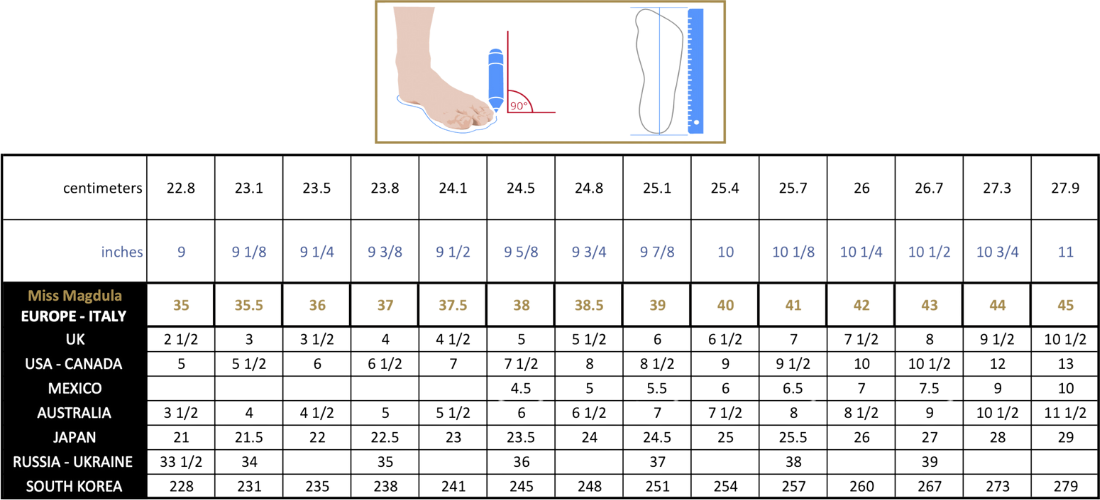 90°
centimeters 22.8 23.1 23.5 23.8 24.1 24.5 24.8 25.1 25.4 25.7 26 26.7 27.3 27.9
inches 9 9 1/8 9 1/4 9 3/8 9 1/2 9 5/8 9 3/4 9 7/8 10 10 1/8 10 1/4 10 1/2 10 3/4 11
Miss Magdula
EUROPE - ITALY 35 35.5 36 37 37.5 38 38.5 39 40 41 42 43 44 45
UK 2 1/2 3 3 1/2 4 4 1/2 5 5 1/2 6 6 1/2 7 7 1/2 8 9 1/2 10 1/2
USA - CANADA 5 5 1/2 6 6 1/2 7 7 1/2 8 8 1/2 9 9 1/2 10 10 1/2 12 13
MEXICO 4.5 5 5.5 6 6.5 7 7.5 9 10
AUSTRALIA 3 1/2 4 4 1/2 5 5 1/2 6 6 1/2 7 7 1/2 8 8 1/2 9 10 1/2 11 1/2
JAPAN 21 21.5 22 22.5 23 23.5 24 24.5 25 25.5 26 27 28 29
RUSSIA - UKRAINE 33 1/2 34 35 36 37 38 39
SOUTH KOREA 228 231 235 238 241 245 248 251 254 257 260 267 273 279